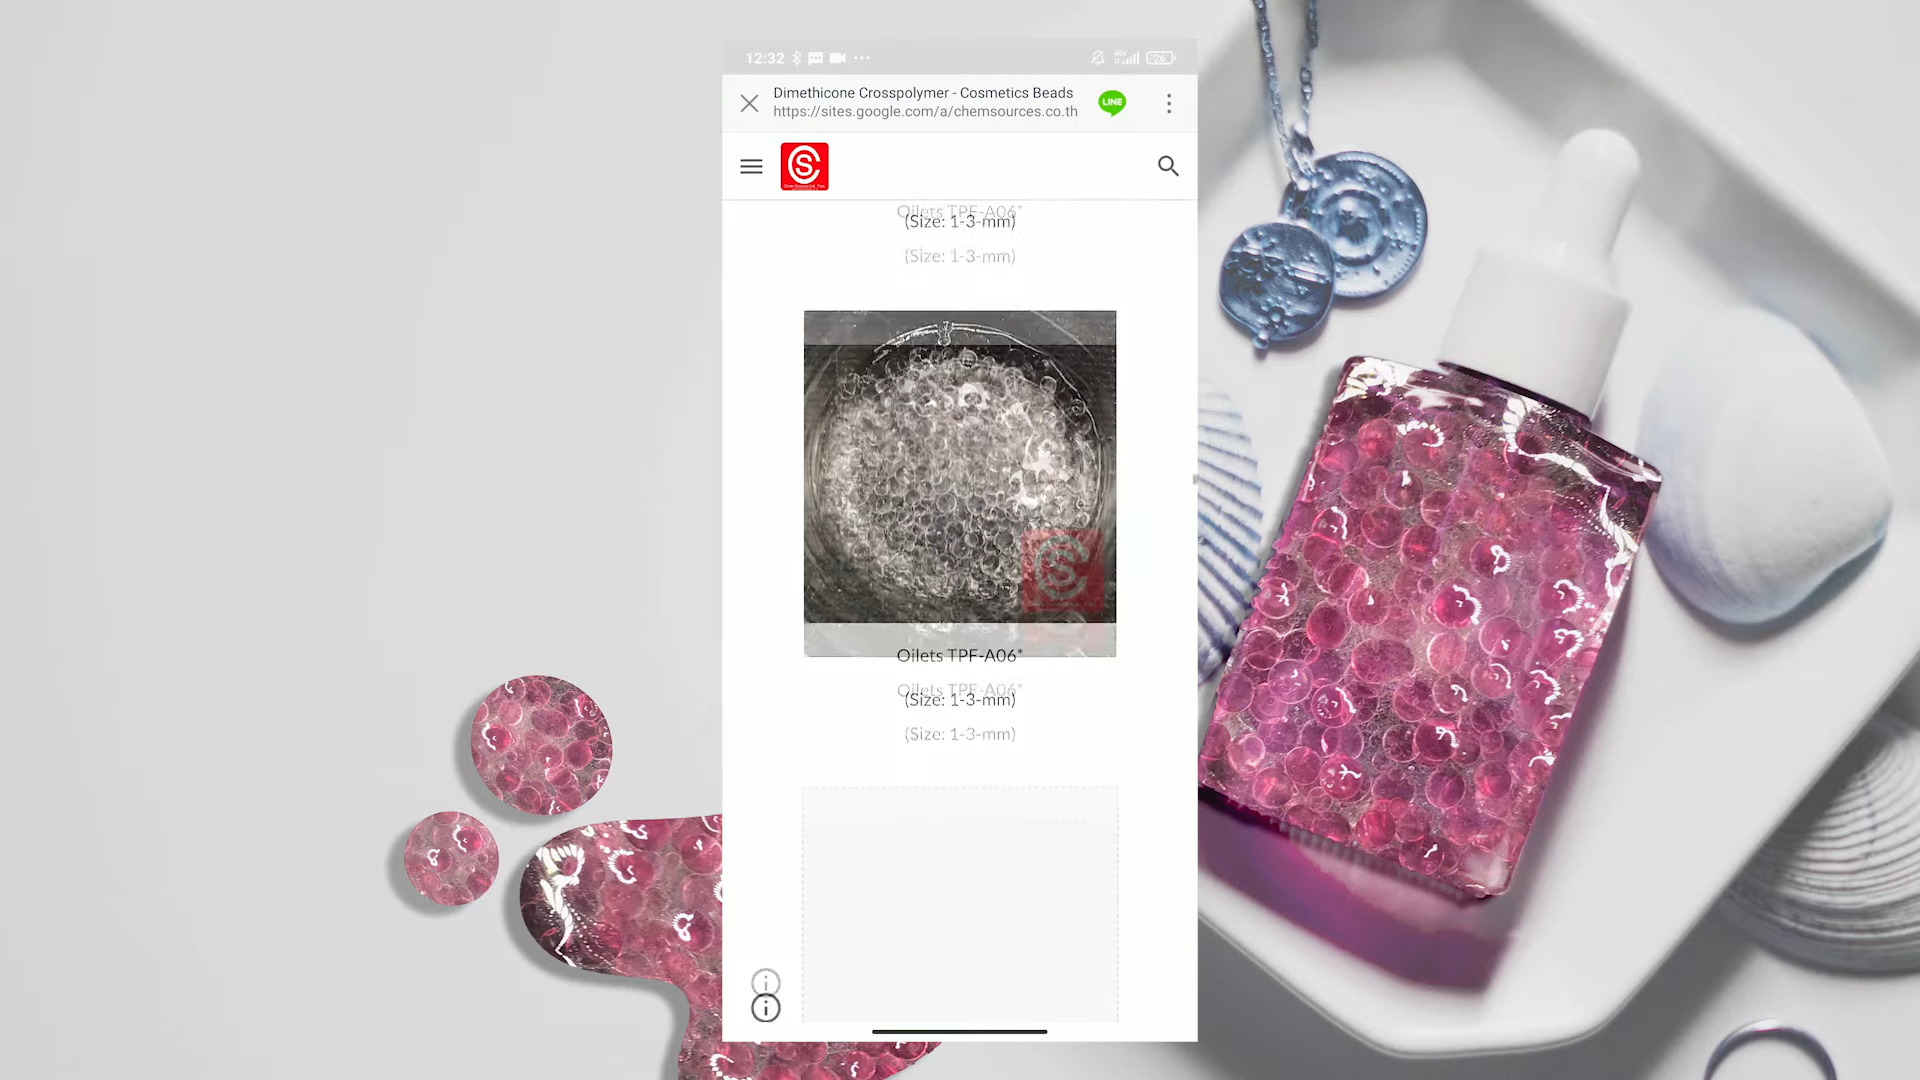 12:32
4G+
26
Dimethicone Crosspolymer - Cosmetics Beads
https://sites.google.com/a/chemsources.co.th
LINE
Oilets TPF-A06*
(Size: 1-3-mm)
(Size: 1-3-mm)
Oilets TPF-A06*
Oilets TPF-A06*
(Size: 1-3-mm)
(Size: 1-3-mm)